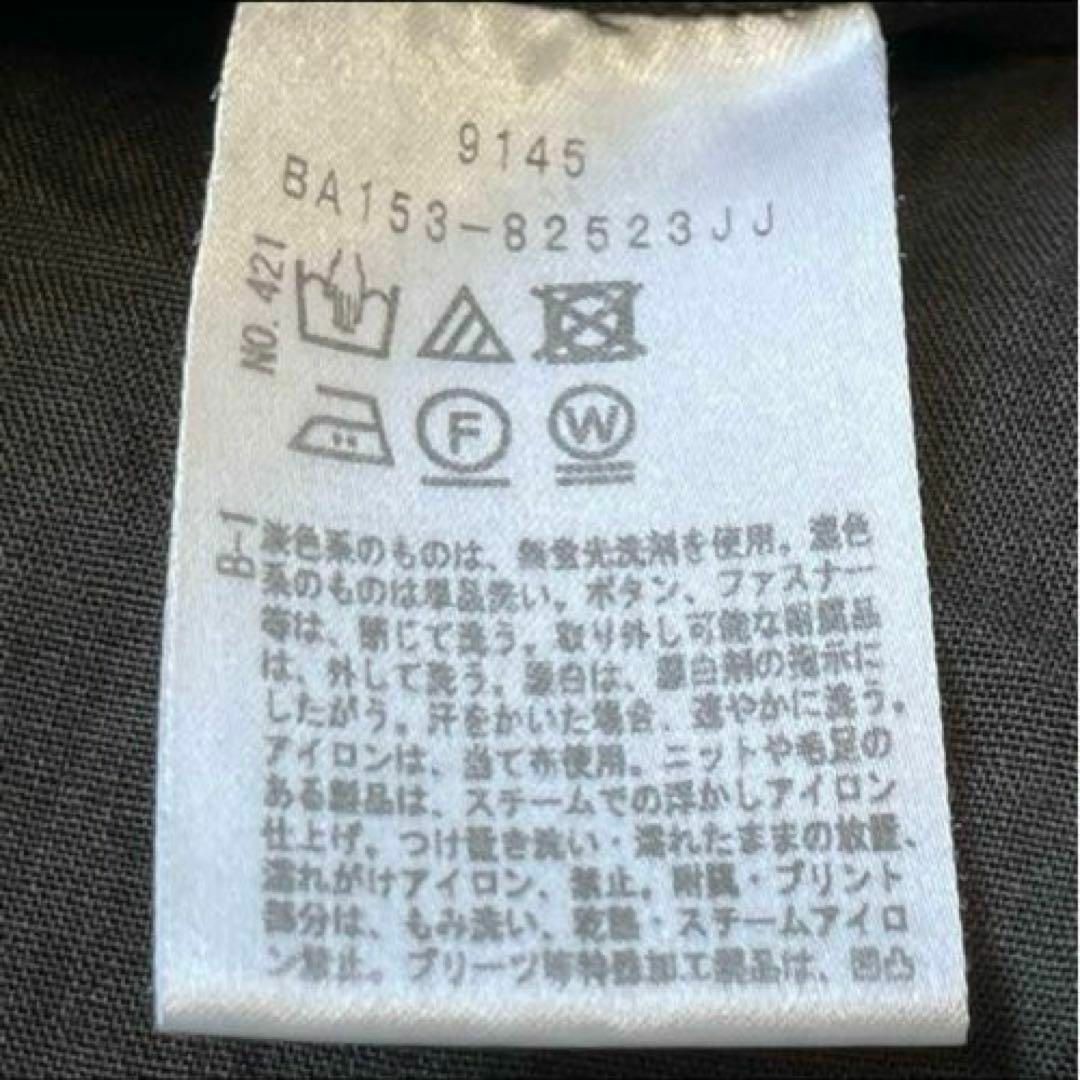 9145
BA153-82523JJ
NO.421
F
W
B-1
淡色系のものは、無蛍光洗剤を使用。濃色
系のものは単品洗い。ボタン、ファスナー
等は、閉じて洗う。取り外し可能な附属品
は、外して洗う。漂白は、漂白剤の指示に
したがう。汗をかいた場合、速やかに洗う。
アイロンは、当て布使用。ニットや毛足の
ある製品は、スチームでの浮かしアイロン
仕上げ。つけ置き洗い・濡れたままの放置、
濡れがけアイロン、禁止。附属・プリント
部分は、もみ洗い、乾燥・スチームアイロ
ン禁止。プリーツ等特殊加工製品は、凹凸